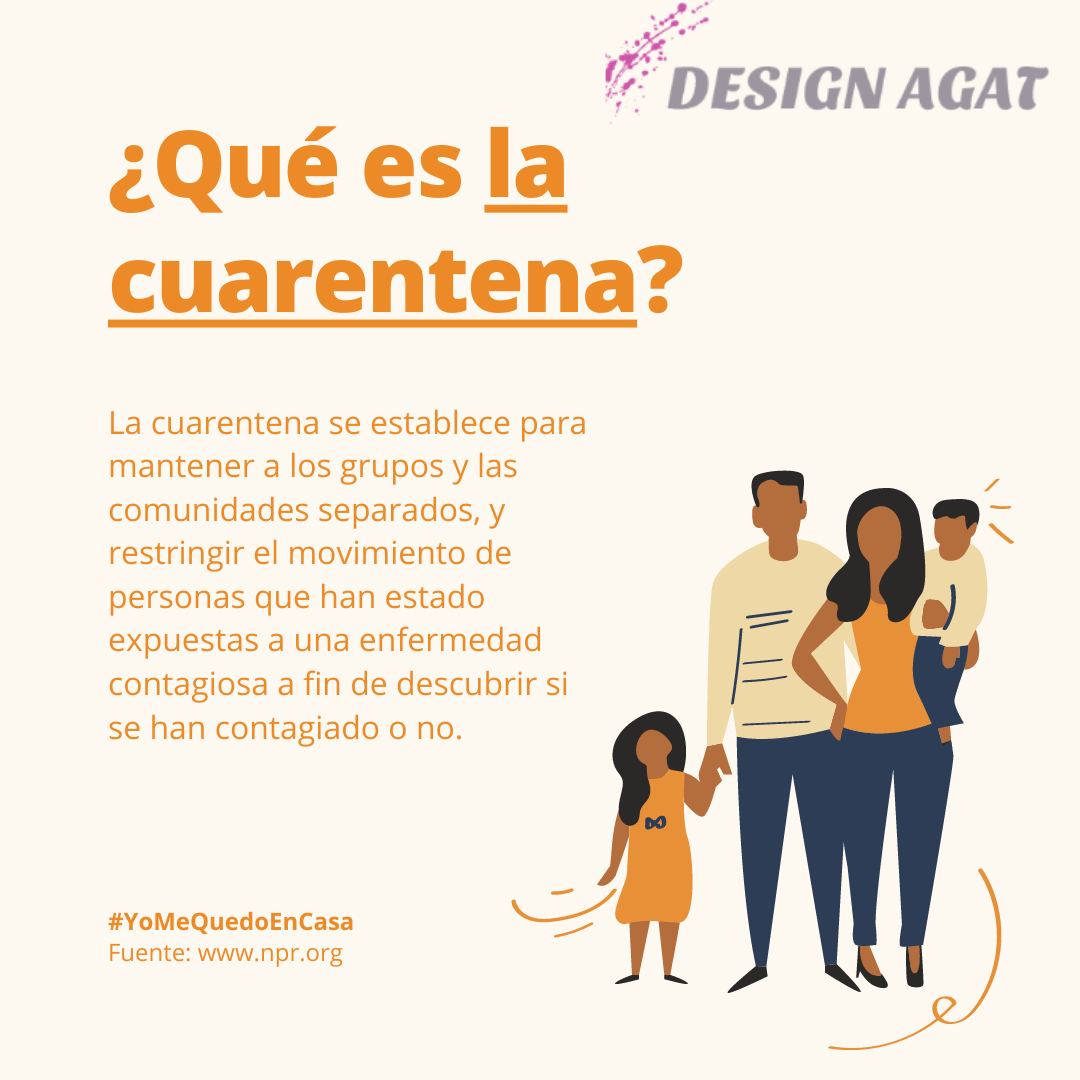 DESIGN AGAT
¿Qué es la
cuarentena?
La cuarentena se establece para
mantener a los grupos y las
comunidades separados, y
restringir el movimiento de
personas que han estado
expuestas a una enfermedad
contagiosa a fin de descubrir si
se han contagiado o no.
#YoMeQuedoEnCasa
Fuente: www.npr.org